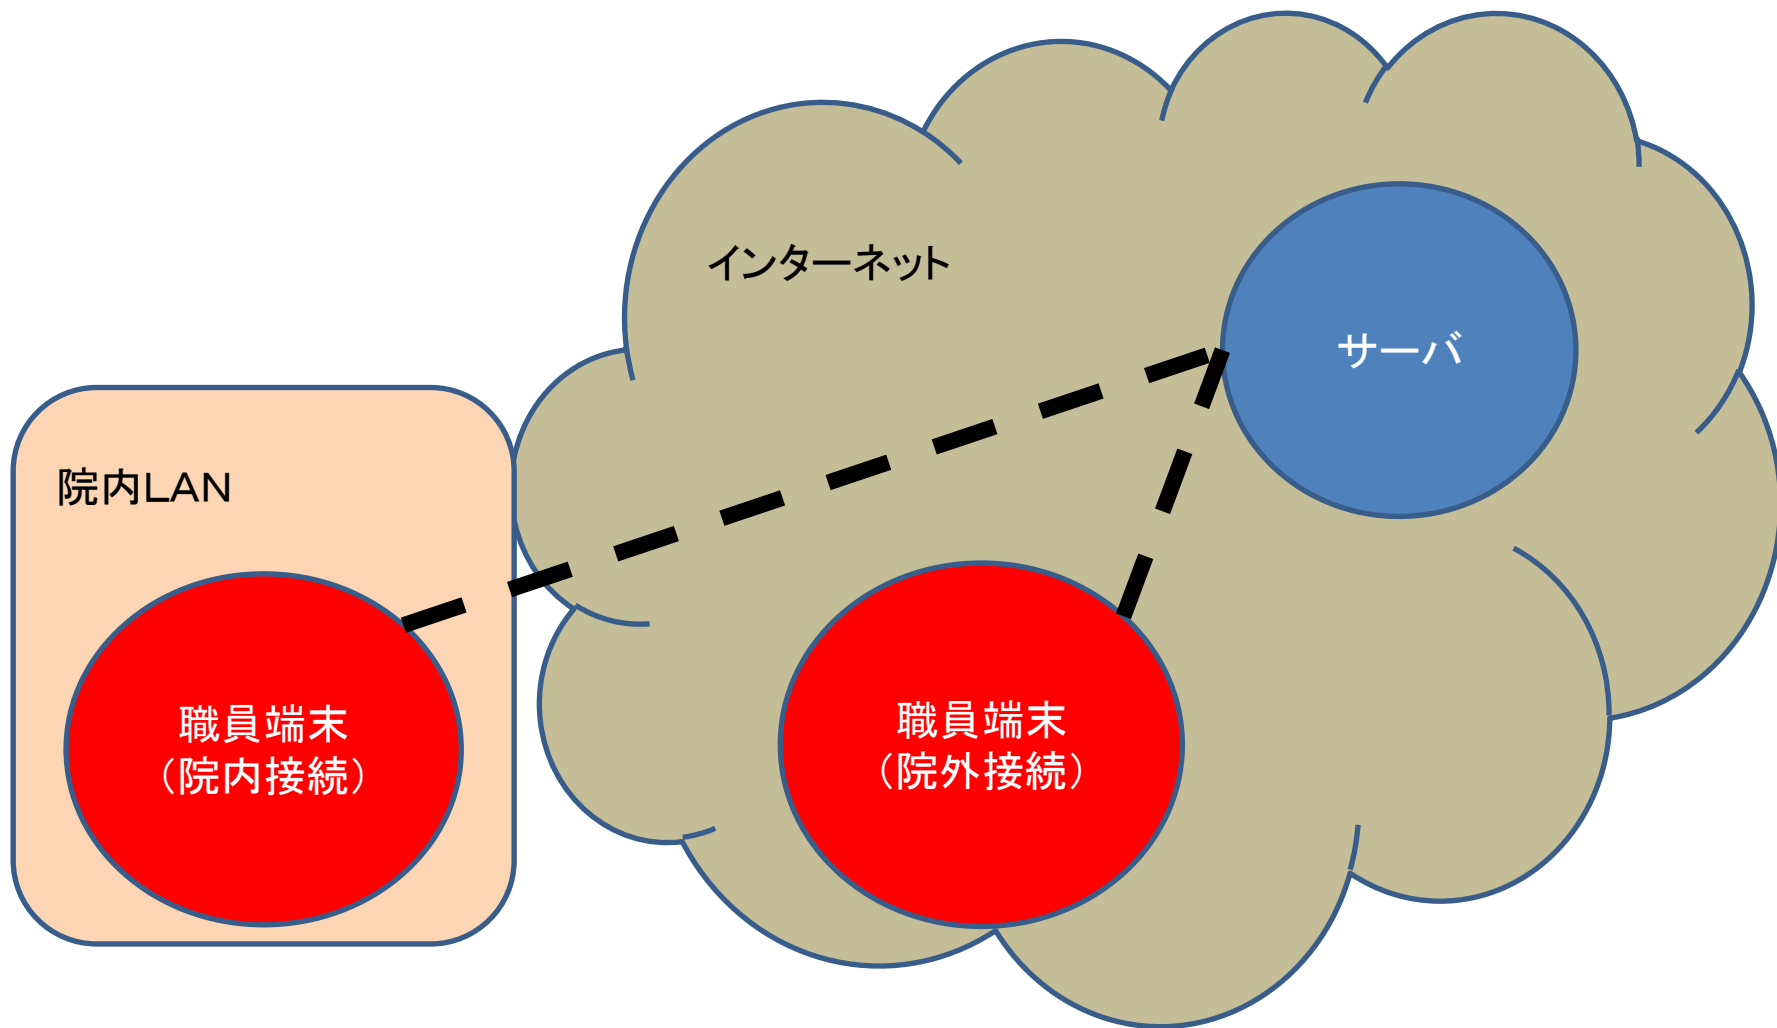 インターネット
サーバ
院内LAN
職員端末
（院内接続）
職員端末
（院外接続）